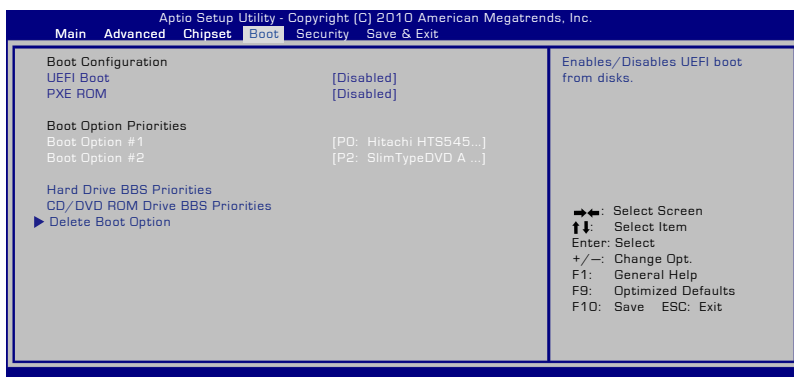 Aptio Setup Utility - Copyright (C) 2010 American Megatrends, Inc.
Main Advanced Chipset Boot Security Save & Exit
Boot Configuration
UEFI Boot [Disabled]
PXE ROM [Disabled]
Boot Option Priorities
Boot Option #1 [P0: Hitachi HTS545...]
Boot Option #2 [P2: SlimTypeDVD A ...]
Hard Drive BBS Priorities
CD/DVD ROM Drive BBS Priorities
▶ Delete Boot Option
Enables/Disables UEFI boot
from disks.
→←: Select Screen
↑↓: Select Item
Enter: Select
+/—: Change Opt.
F1: General Help
F9: Optimized Defaults
F10: Save ESC: Exit